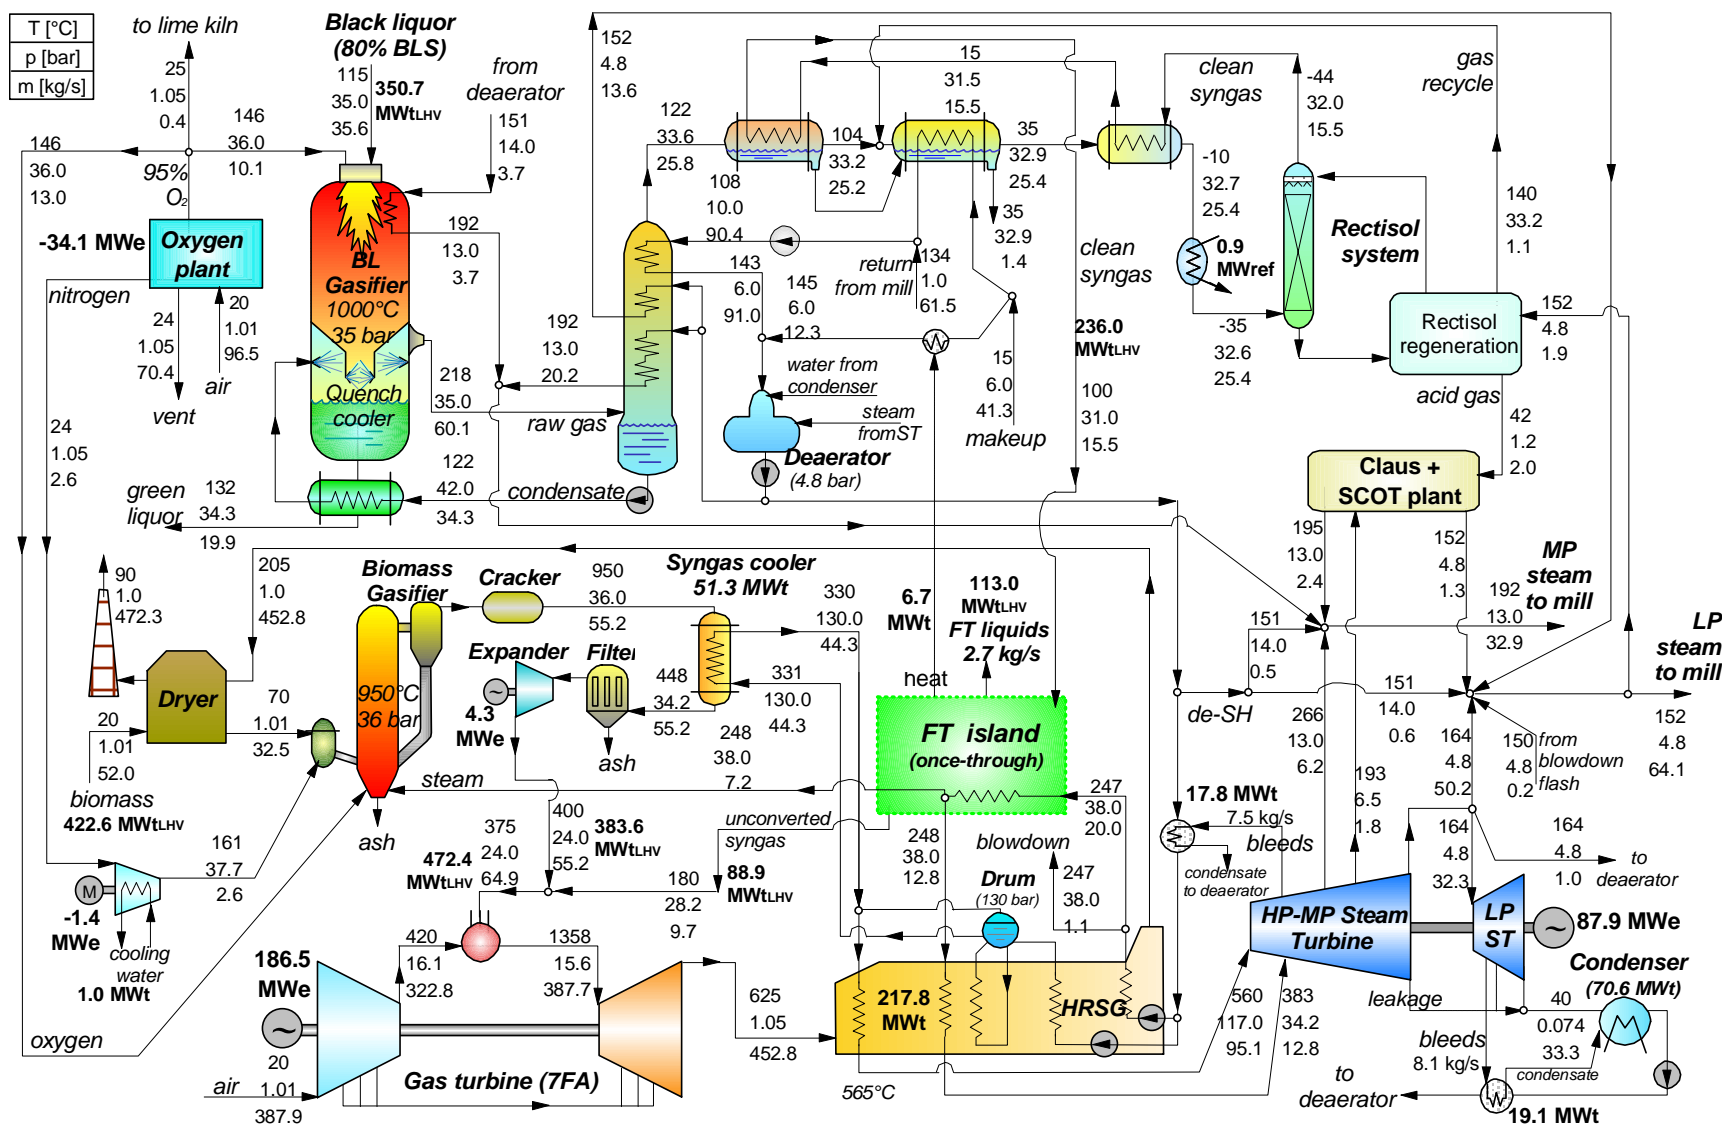 T [°C]
p [bar]
m [kg/s]
to lime kiln
25
1.05
0.4
Black liquor
(80% BLS)
115
35.0
35.6
350.7
MWtLHV
from
deaerator
151
14.0
3.7
152
4.8
13.6
15
31.5
15.5
clean
syngas
-44
32.0
15.5
gas
recycle
146
36.0
13.0
146
36.0
10.1
95%
O2
122
33.6
25.8
104
33.2
25.2
35
32.9
25.4
-10
32.7
25.4
140
33.2
1.1
-34.1 MWe
Oxygen
plant
nitrogen
24
1.05
70.4
vent
20
1.01
96.5
air
BL
Gasifier
1000°C
35 bar
Quench
cooler
192
13.0
3.7
108
10.0
90.4
143
6.0
91.0
145
6.0
12.3
return
from mill
134
1.0
61.5
35
32.9
1.4
clean
syngas
236.0
MWtLHV
0.9
MWref
Rectisol
system
-35
32.6
25.4
Rectisol
regeneration
152
4.8
1.9
acid gas
42
1.2
2.0
192
13.0
20.2
218
35.0
60.1
raw gas
water from
condenser
steam
fromST
Deaerator
(4.8 bar)
15
6.0
41.3
makeup
100
31.0
15.5
24
1.05
2.6
green
liquor
132
34.3
19.9
122
42.0
34.3
condensate
Claus +
SCOT plant
195
13.0
2.4
152
4.8
1.3
MP
steam
to mill
192
13.0
32.9
LP
steam
to mill
90
1.0
472.3
205
1.0
452.8
Biomass
Gasifier
Cracker
950
36.0
55.2
Syngas cooler
51.3 MWt
330
130.0
44.3
6.7
MWt
113.0
MWtLHV
FT liquids
2.7 kg/s
heat
151
14.0
0.5
Dryer
20
1.01
52.0
biomass
422.6 MWtLHV
70
1.01
32.5
950°C
36 bar
Expander
Filter
4.3
MWe
448
34.2
55.2
331
130.0
44.3
ash
248
38.0
7.2
steam
ash
FT island
(once-through)
de-SH
266
13.0
6.2
151
14.0
0.6
164
4.8
50.2
150
4.8
0.2
from
blowdown
flash
152
4.8
64.1
161
37.7
2.6
375
24.0
64.9
472.4
MWtLHV
400
24.0
55.2
383.6
MWtLHV
unconverted
syngas
88.9
MWtLHV
180
28.2
9.7
248
38.0
12.8
247
38.0
20.0
blowdown
247
38.0
1.1
17.8 MWt
7.5 kg/s
bleeds
condensate
to deaerator
193
6.5
1.8
164
4.8
32.3
164
4.8
1.0
to
deaerator
M
-1.4
MWe
cooling
water
1.0 MWt
186.5
MWe
420
16.1
322.8
1358
15.6
387.7
625
1.05
452.8
Drum
(130 bar)
217.8
MWt
HRSG
565°C
HP-MP Steam
Turbine
LP
ST
87.9 MWe
Condenser
(70.6 MWt)
560
117.0
95.1
383
34.2
12.8
leakage
40
0.074
33.3
bleeds
8.1 kg/s
condensate
to
deaerator
19.1 MWt
oxygen
20
1.01
387.9
air
Gas turbine (7FA)